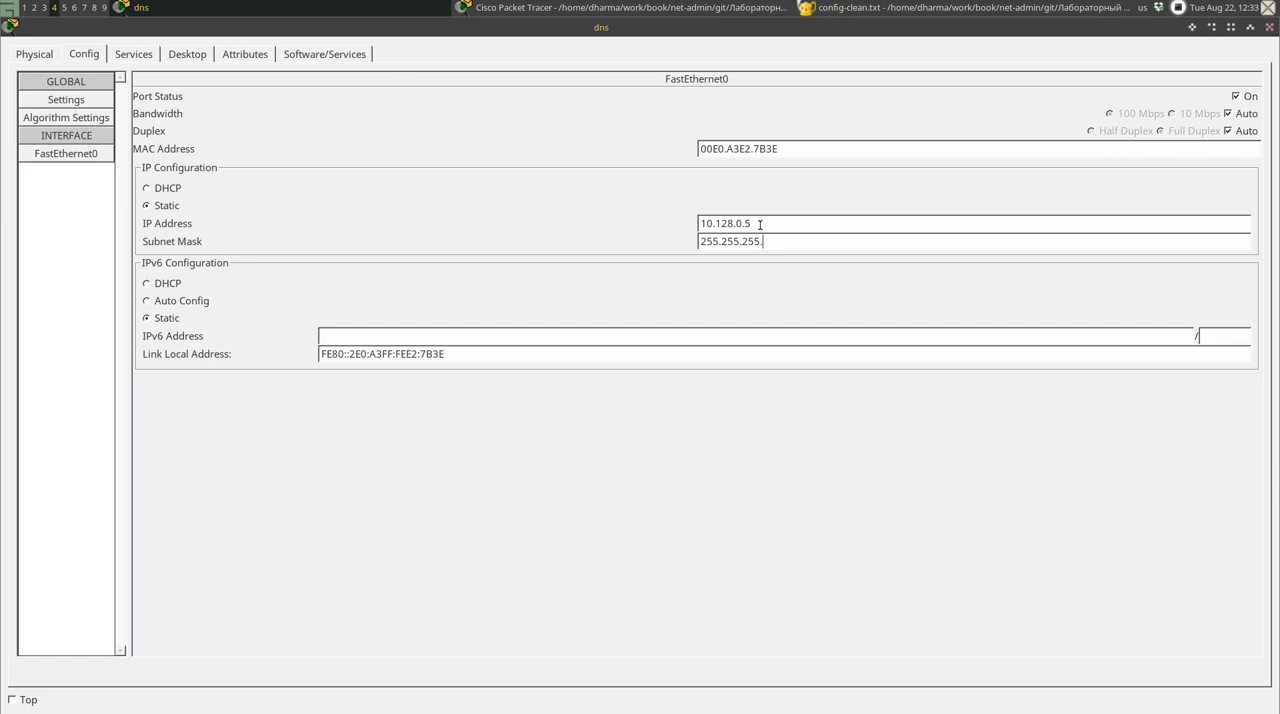 1 2 3 4 5 6 7 8 9 dns Cisco Packet Tracer - /home/dharma/work/book/net-admin/git//Лабораторн... config-clean.txt - /home/dharma/work/book/net-admin/git//Лабораторный ... us Tue Aug 22, 12:33
dns
Physical Config Services Desktop Attributes Software/Services
GLOBAL
Settings
Algorithm Settings
INTERFACE
FastEthernet0
FastEthernet0
Port Status On
Bandwidth 100 Mbps 10 Mbps Auto
Duplex Half Duplex Full Duplex Auto
MAC Address 00E0.A3E2.7B3E
IP Configuration
DHCP
Static
IP Address 10.128.0.5
Subnet Mask 255.255.255.
IPv6 Configuration
DHCP
Auto Config
Static
IPv6 Address /
Link Local Address: FE80::2E0:A3FF:FEE2:7B3E
Top